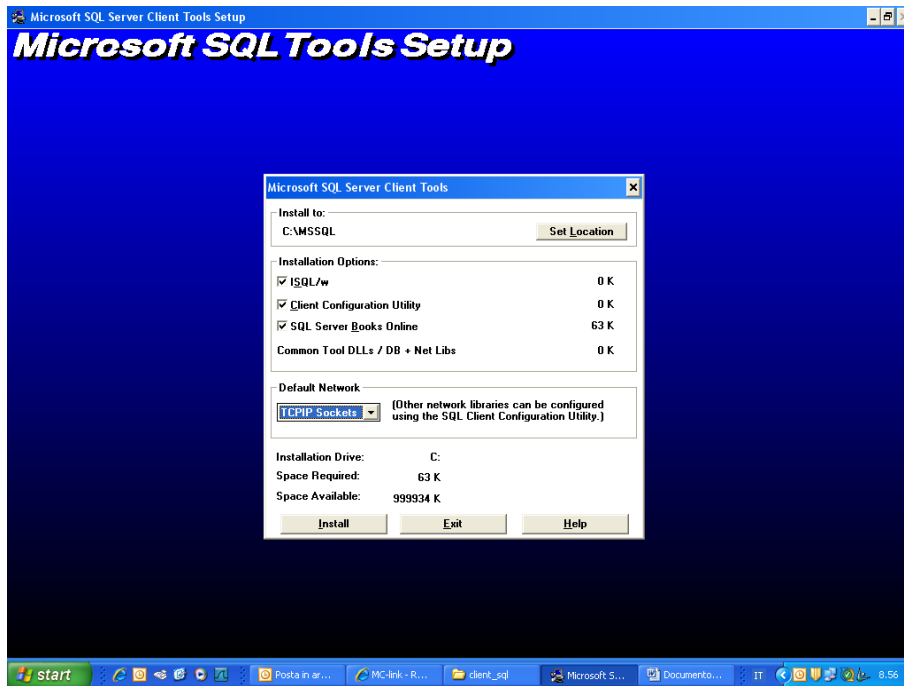 Microsoft SQL Server Client Tools Setup
Microsoft SQL Tools Setup
Microsoft SQL Server Client Tools
Install to:
C:\MSSQL
Set Location
Installation Options:
ISQL/w 0 K
Client Configuration Utility 0 K
SQL Server Books Online 63 K
Common Tool DLLs / DB + Net Libs 0 K
Default Network
TCPIP Sockets
(Other network libraries can be configured
using the SQL Client Configuration Utility.)
Installation Drive: C:
Space Required: 63 K
Space Available: 999934 K
Install Exit Help
start Posta in ar... MC-link - R... client_sql Microsoft S... Documento... IT 8.56